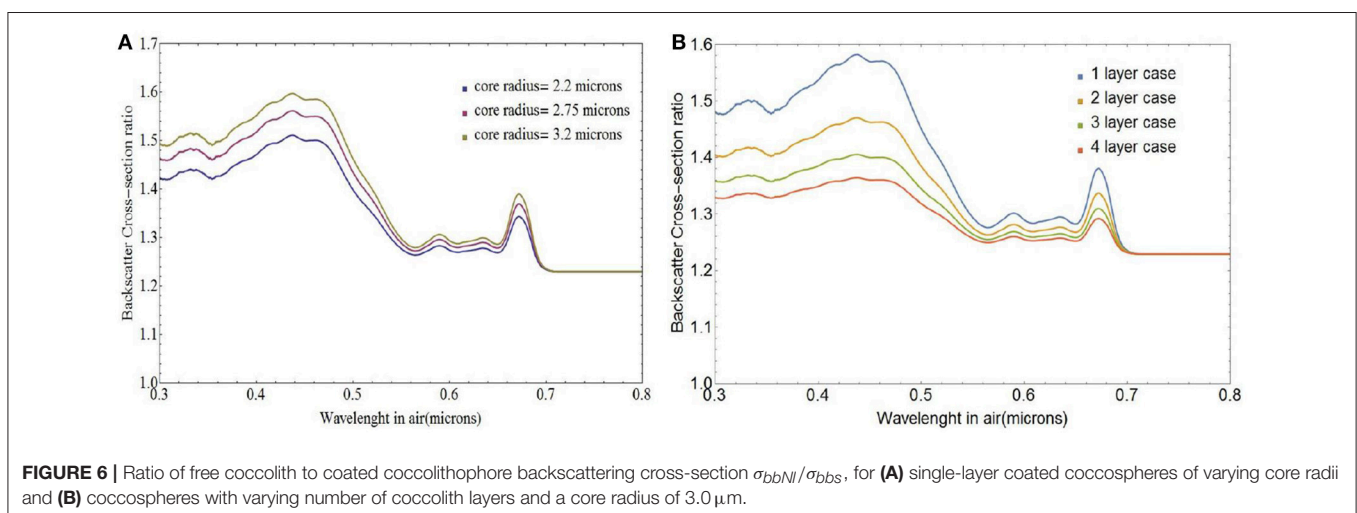 A
1.7
1.6
1.5
1.4
1.3
1.2
1.1
1.0
Backscatter Cross-section ratio
core radius= 2.2 microns
core radius= 2.75 microns
core radius= 3.2 microns
0.3 0.4 0.5 0.6 0.7 0.8
Wavelenght in air(microns)
B
1.6
1.5
1.4
1.3
1.2
1.1
1.0
Backscatter Cross-section ratio
1 layer case
2 layer case
3 layer case
4 layer case
0.3 0.4 0.5 0.6 0.7 0.8
Wavelenght in air(microns)
FIGURE 6 | Ratio of free coccolith to coated coccolithophore backscattering cross-section σbbNl/σbbs, for (A) single-layer coated coccospheres of varying core radii
and (B) coccospheres with varying number of coccolith layers and a core radius of 3.0 μm.